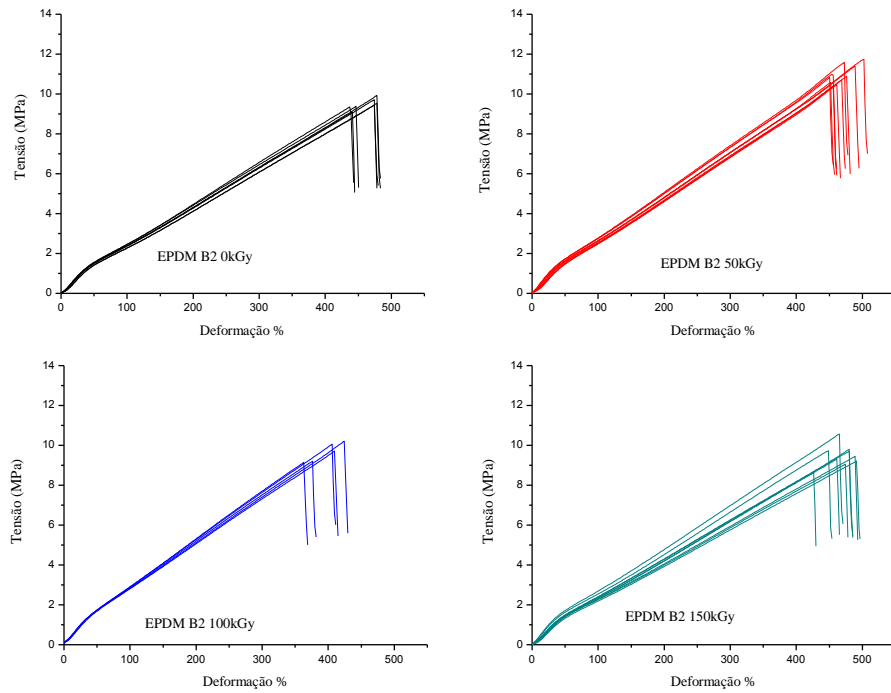 14
12
10
8
6
4
2
0
Tensão (MPa)
EPDM B2 0kGy
0 100 200 300 400 500
Deformação %
14
12
10
8
6
4
2
0
Tensão (MPa)
EPDM B2 50kGy
0 100 200 300 400 500
Deformação %
14
12
10
8
6
4
2
0
Tensão (MPa)
EPDM B2 100kGy
0 100 200 300 400 500
Deformação %
14
12
10
8
6
4
2
0
Tensão (MPa)
EPDM B2 150kGy
0 100 200 300 400 500
Deformação %